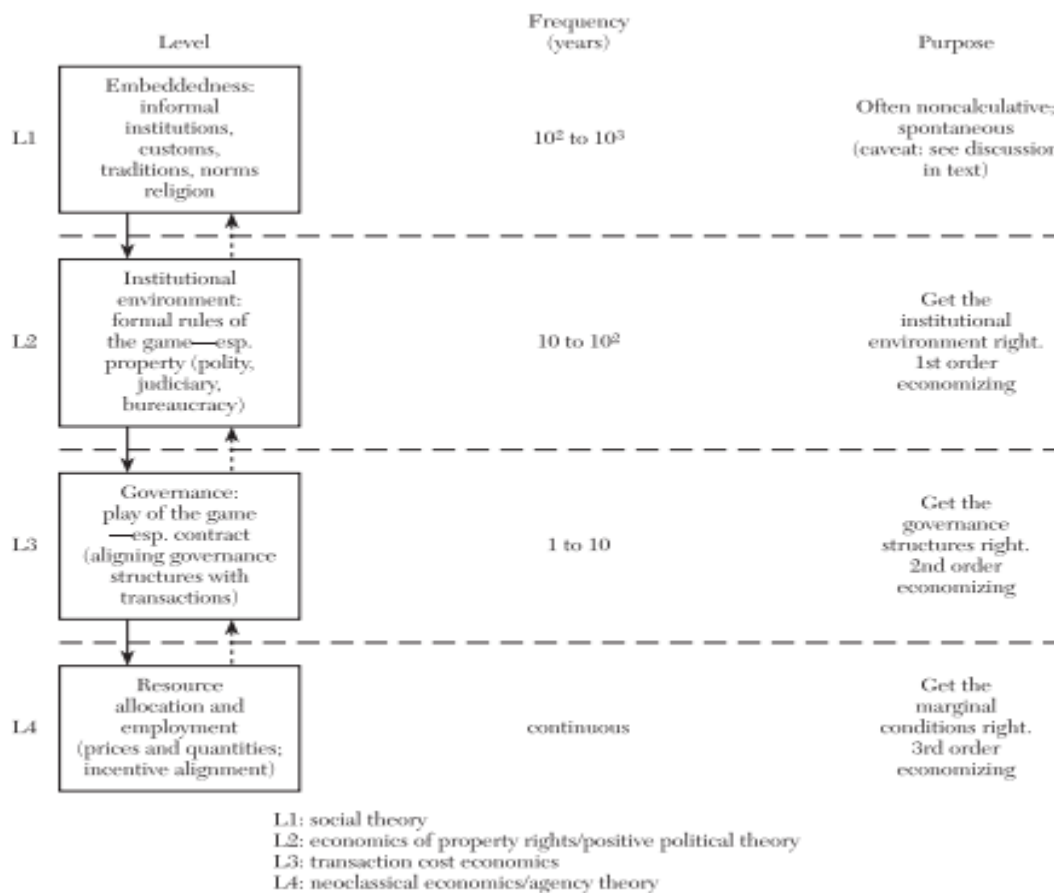 Level
Frequency
(years)
Purpose
L1
Embeddedness:
informal
institutions,
customs,
traditions, norms
religion
10² to 10³
Often noncalculative;
spontaneous
(caveat: see discussion
in text)
L2
Institutional
environment:
formal rules of
the game—esp.
property (polity,
judiciary,
bureaucracy)
10 to 10²
Get the
institutional
environment right.
1st order
economizing
L3
Governance:
play of the game
—esp. contract
(aligning governance
structures with
transactions)
1 to 10
Get the
governance
structures right.
2nd order
economizing
L4
Resource
allocation and
employment
(prices and quantities;
incentive alignment)
continuous
Get the
marginal
conditions right.
3rd order
economizing
L1: social theory
L2: economics of property rights/positive political theory
L3: transaction cost economics
L4: neoclassical economics/agency theory